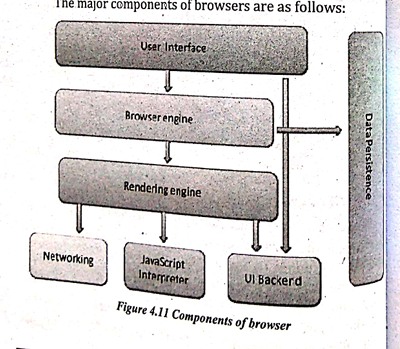 The major components of browsers are as follows:
User Interface
Browser engine
Data Persistence
Rendering engine
Networking
JavaScript
Interpreter
UI Backend
Figure 4.11 Components of browser